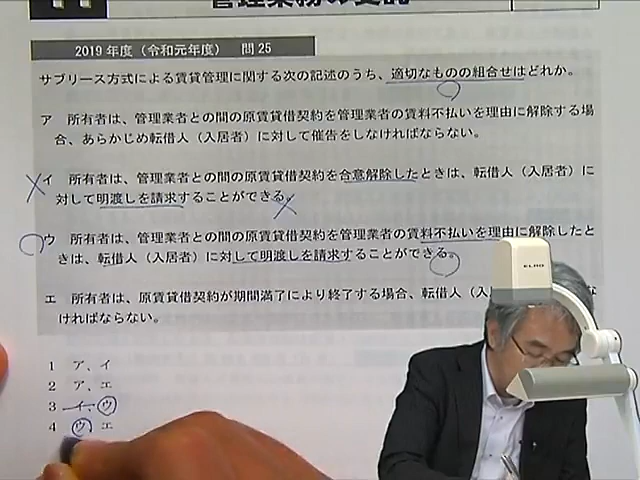 管理業務の受託
2019年度（令和元年度） 問25
サブリース方式による賃貸管理に関する次の記述のうち、適切なものの組合せはどれか。
ア 所有者は、管理業者との間の原賃貸借契約を管理業者の賃料不払いを理由に解除する場
合、あらかじめ転借人（入居者）に対して催告をしなければならない。
イ 所有者は、管理業者との間の原賃貸借契約を合意解除したときは、転借人（入居者）に
対して明渡しを請求することができる。
ウ 所有者は、管理業者との間の原賃貸借契約を管理業者の賃料不払いを理由に解除したと
きは、転借人（入居者）に対して明渡しを請求することができる。
エ 所有者は、原賃貸借契約が期間満了により終了する場合、転借人（入
ければならない。
1 ア、イ
2 ア、エ
3 イ、ウ
4 ウ、エ
ELMO